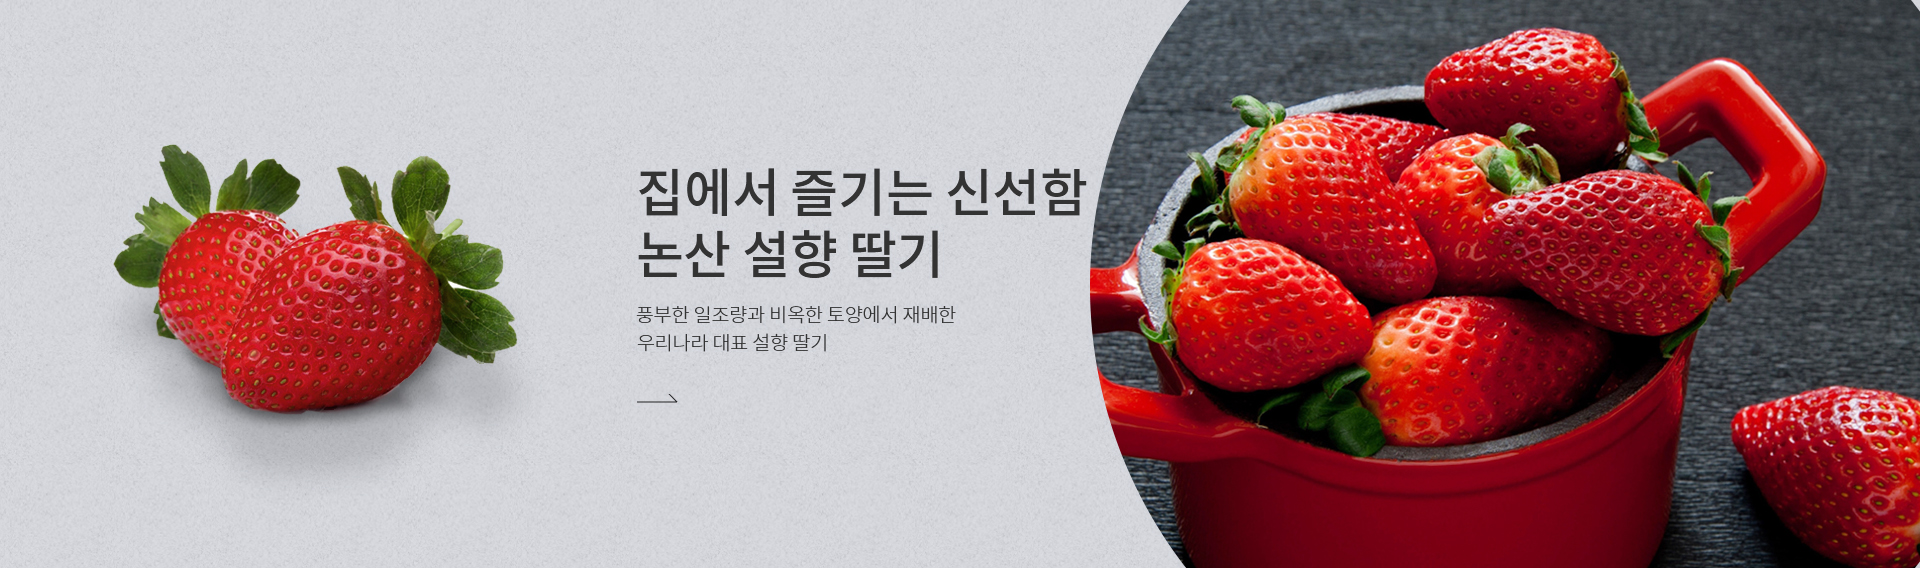 집에서 즐기는 신선함
논산 설향 딸기
풍부한 일조량과 비옥한 토양에서 재배한
우리나라 대표 설향 딸기